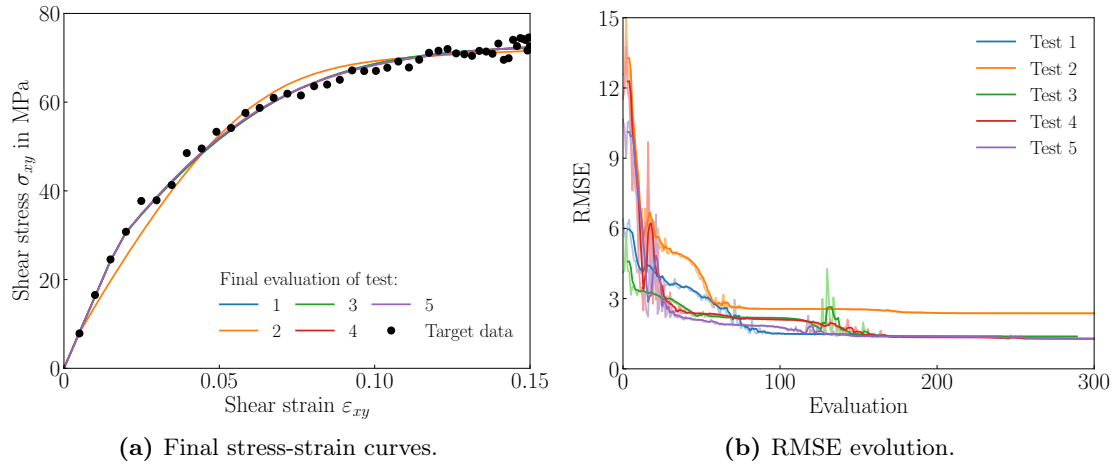 80
60
40
20
0
Shear stress σxy in MPa
Final evaluation of test:
1 3 5
2 4 Target data
0 0.05 0.10 0.15
Shear strain εxy
(a) Final stress-strain curves.
15
12
9
6
3
0
RMSE
Test 1
Test 2
Test 3
Test 4
Test 5
0 100 200 300
Evaluation
(b) RMSE evolution.